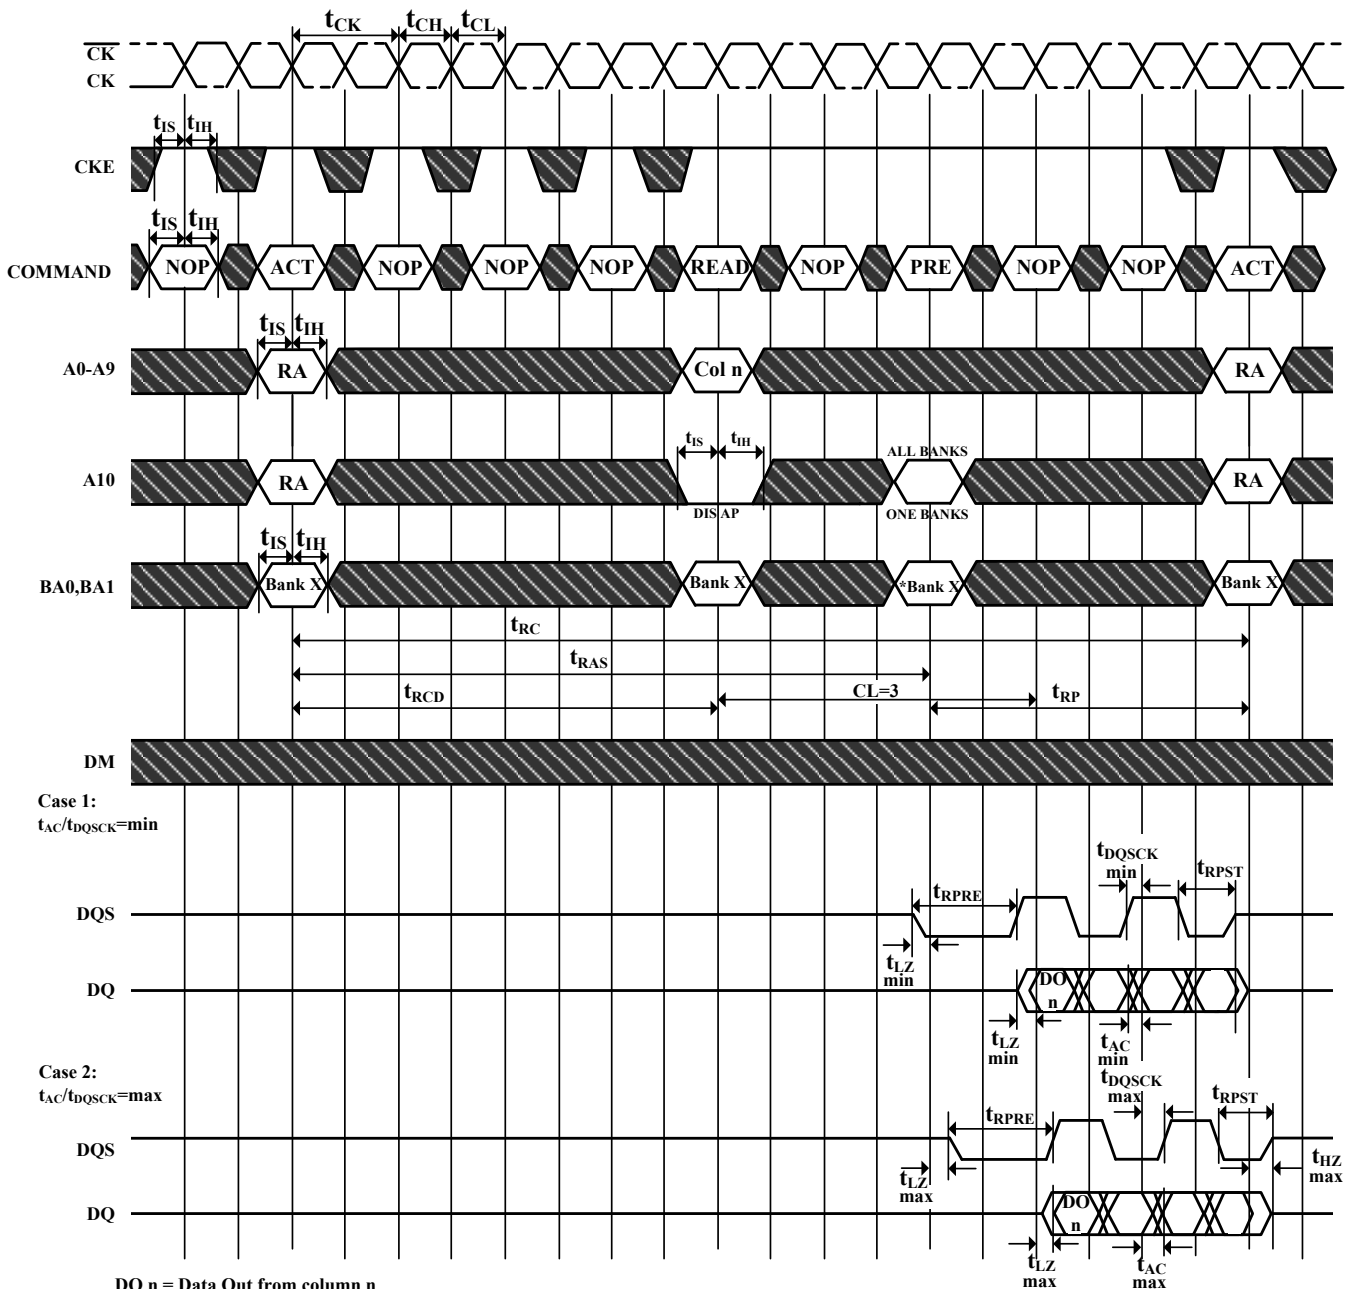 tCK tCH tCL
CK
CK
tIS tIH
CKE
tIS tIH
COMMAND NOP ACT NOP NOP NOP READ NOP PRE NOP NOP ACT
tIS tIH
A0-A9 RA Col n RA
tIS tIH ALL BANKS
A10 RA RA
DIS AP ONE BANKS
tIS tIH
BA0,BA1 Bank X Bank X *Bank X Bank X
tRC
tRAS
tRCD CL=3 tRP
DM
Case 1:
tAC/tDQSCK=min
tDQSCK
min
tRPST
tRPRE
DQS
tLZ
min
DQ DO
n
tLZ
min
tAC
min
Case 2:
tAC/tDQSCK=max
tDQSCK
max
tRPST
tRPRE
DQS
tLZ
max
tHZ
max
DQ DO
n
tLZ
max
tAC
max
DO n = Data Out from column n